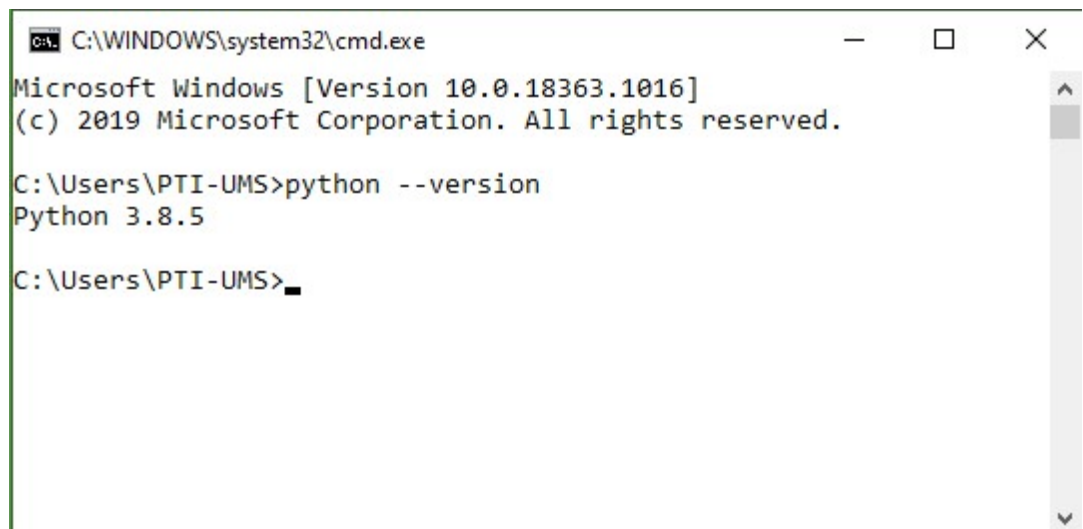 C:\WINDOWS\system32\cmd.exe
Microsoft Windows [Version 10.0.18363.1016]
(c) 2019 Microsoft Corporation. All rights reserved.
C:\Users\PTI-UMS>python --version
Python 3.8.5
C:\Users\PTI-UMS>